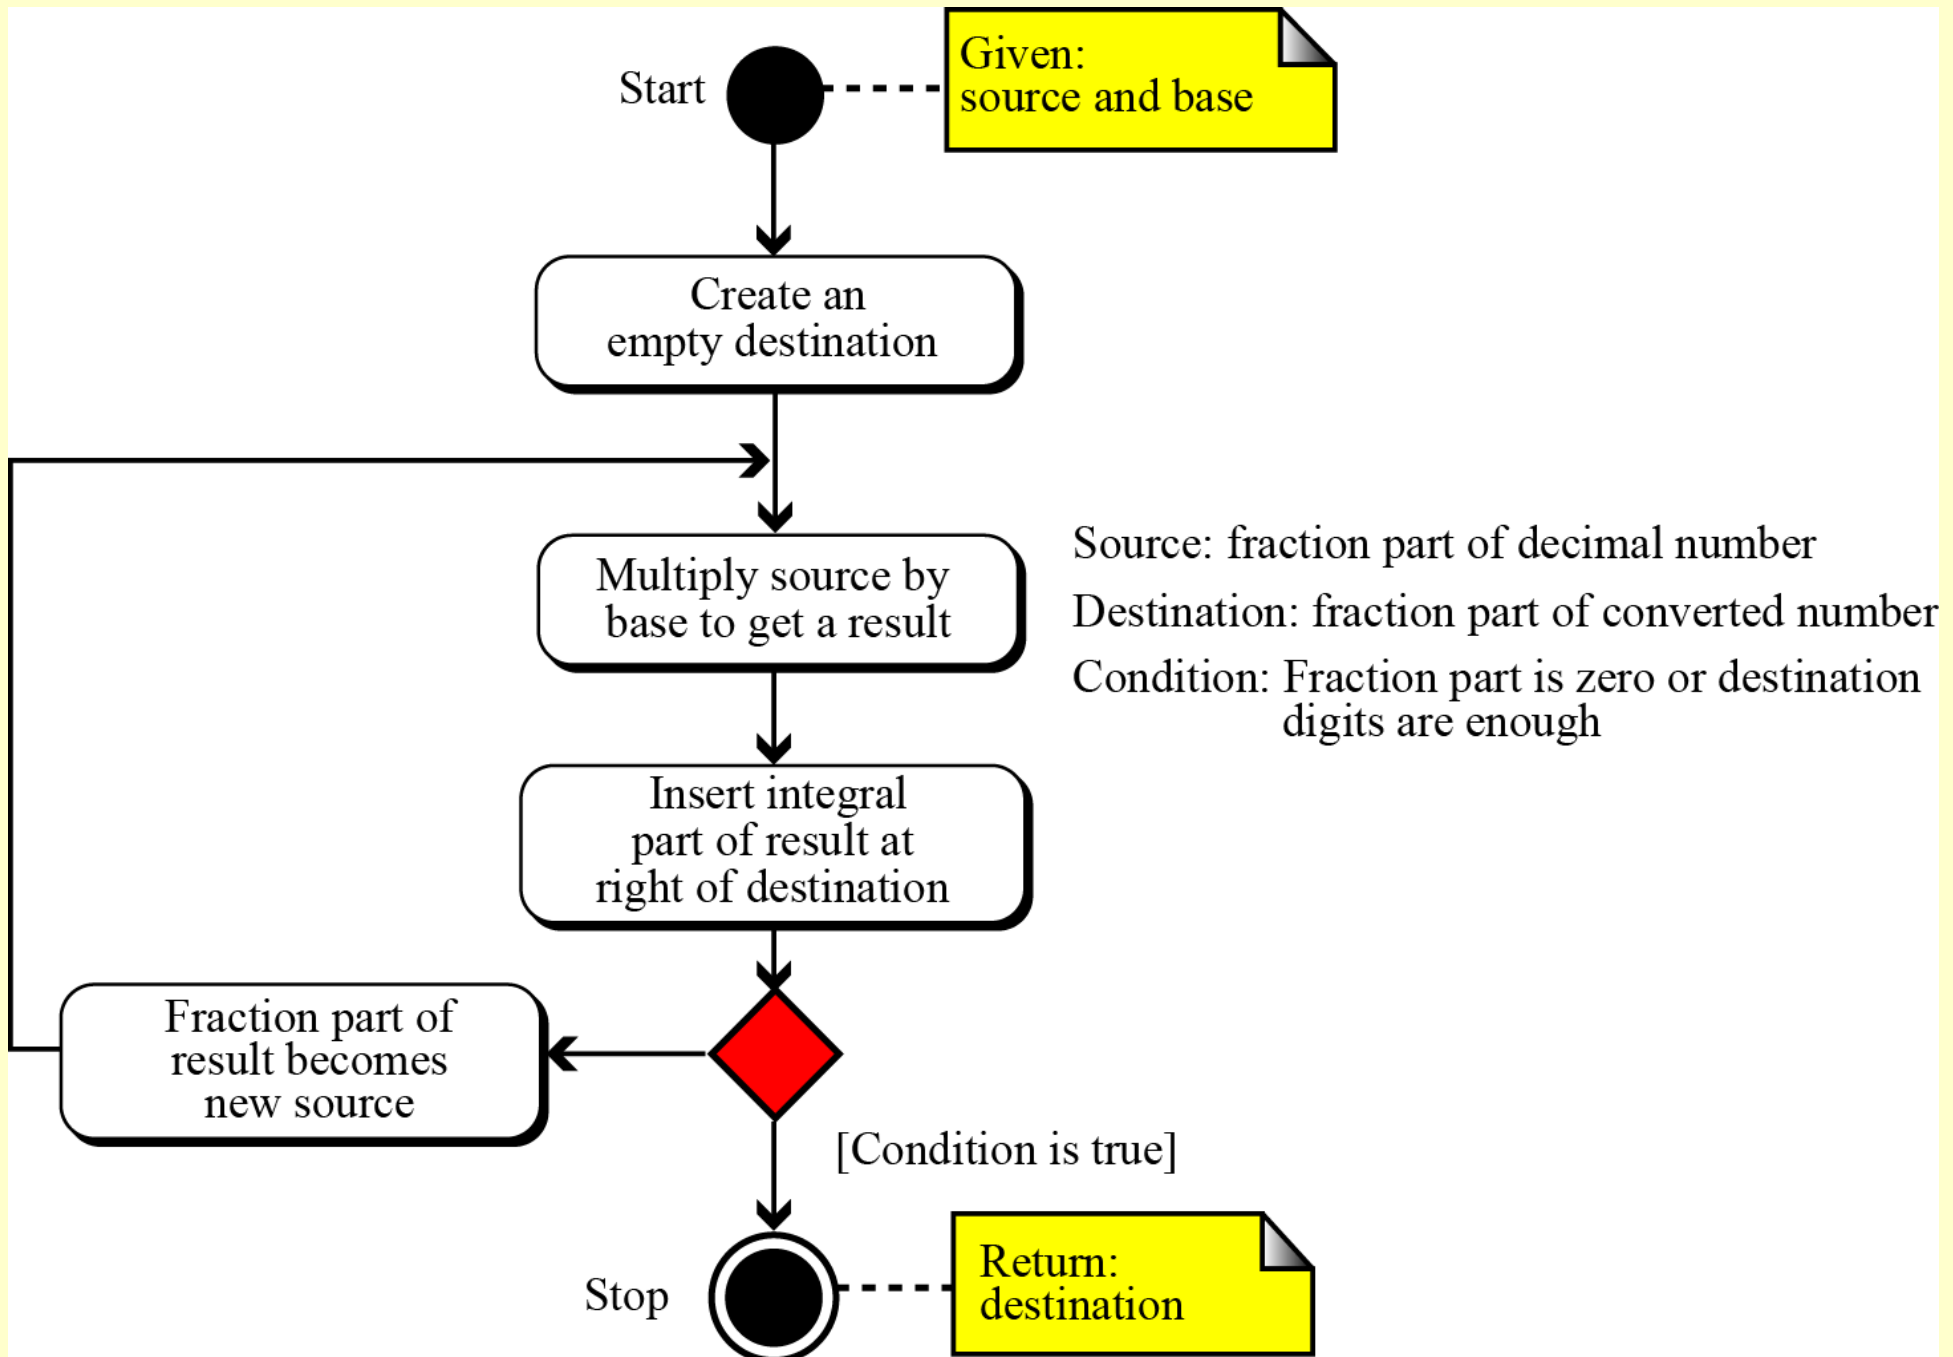 Start
Given:
source and base
Create an
empty destination
Multiply source by
base to get a result
Source: fraction part of decimal number
Destination: fraction part of converted number
Condition: Fraction part is zero or destination
digits are enough
Insert integral
part of result at
right of destination
Fraction part of
result becomes
new source
[Condition is true]
Stop
Return:
destination